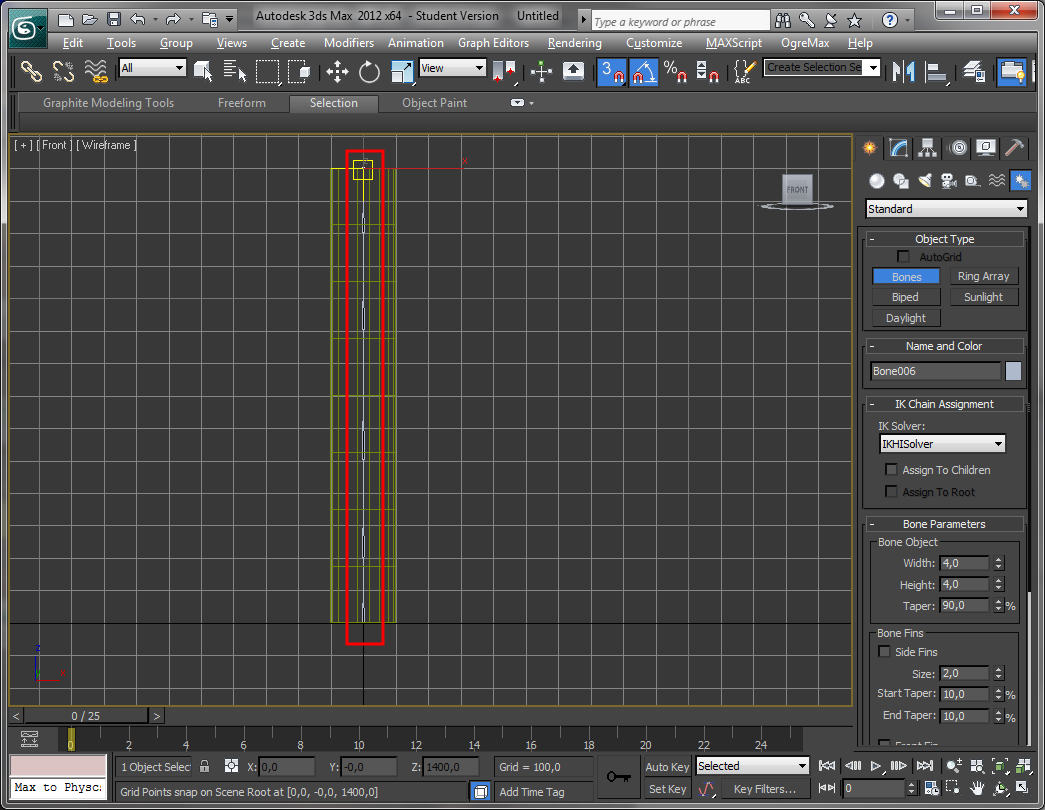 Autodesk 3ds Max 2012 x64 - Student Version Untitled
Type a keyword or phrase
Edit Tools Group Views Create Modifiers Animation Graph Editors Rendering Customize MAXScript OgreMax Help
All
View
3
%
ABC
Create Selection Se
Graphite Modeling Tools Freeform Selection Object Paint
[ + ] [ Front ] [ Wireframe ]
x
FRONT
Standard
- Object Type
AutoGrid
Bones Ring Array
Biped Sunlight
Daylight
- Name and Color
Bone006
- IK Chain Assignment
IK Solver:
IKHISolver
Assign To Children
Assign To Root
- Bone Parameters
Bone Object
Width: 4,0
Height: 4,0
Taper: 90,0 %
Bone Fins
Side Fins
Size: 2,0
Start Taper: 10,0 %
End Taper: 10,0 %
Front Fin
z
x
< 0 / 25 >
0 2 4 6 8 10 12 14 16 18 20 22 24
1 Object Select X: 0,0 Y: -0,0 Z: 1400,0 Grid = 100,0 Auto Key Selected
Max to Physca Grid Points snap on Scene Root at [0,0, -0,0, 1400,0] Add Time Tag Set Key Key Filters... 0